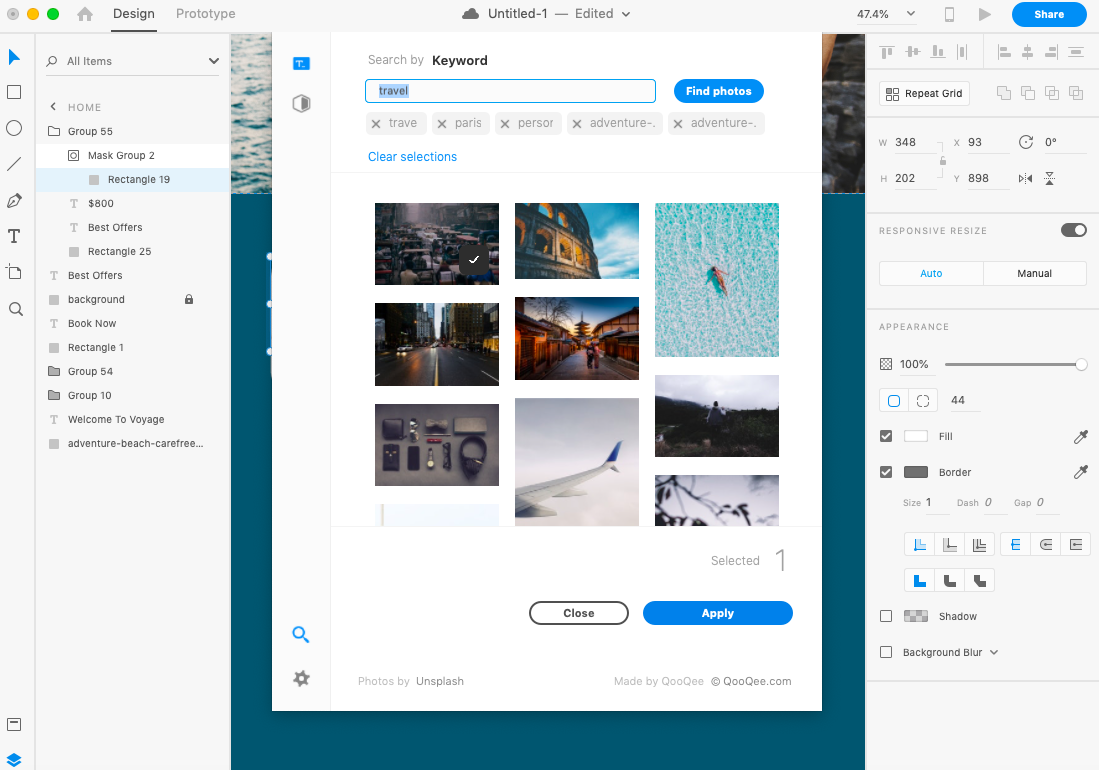 Design Prototype Untitled-1 — Edited 47.4% Share
All Items
HOME
Group 55
Mask Group 2
Rectangle 19
$800
Best Offers
Rectangle 25
Best Offers
background
Book Now
Rectangle 1
Group 54
Group 10
Welcome To Voyage
adventure-beach-carefree...
Search by Keyword
travel
Find photos
trave paris persor adventure-. adventure-.
Clear selections
Selected 1
Close Apply
Photos by Unsplash Made by QooQee © QooQee.com
Repeat Grid
W 348 X 93 0°
H 202 Y 898
RESPONSIVE RESIZE
Auto Manual
APPEARANCE
100%
44
Fill
Border
Size 1 Dash 0 Gap 0
Shadow
Background Blur